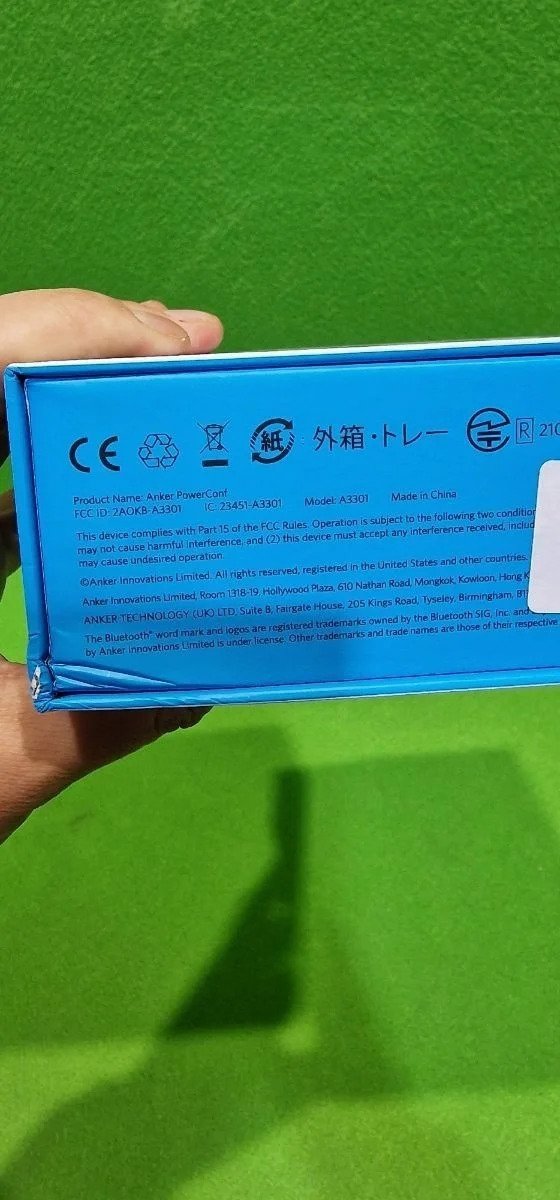 CE 紙 外箱・トレー R 210
Product Name: Anker PowerConf
FCC ID: 2AOKB-A3301 IC: 23451-A3301 Model: A3301 Made in China
This device complies with Part 15 of the FCC Rules. Operation is subject to the following two condition
may not cause harmful interference, and (2) this device must accept any interference received, includ
may cause undesired operation.
©Anker Innovations Limited. All rights reserved, registered in the United States and other countries.
Anker Innovations Limited, Room 1318-19, Hollywood Plaza, 610 Nathan Road, Mongkok, Kowloon, Hong K
ANKER TECHNOLOGY (UK) LTD, Suite B, Fairgate House, 205 Kings Road, Tyseley, Birmingham, B1
The Bluetooth® word mark and logos are registered trademarks owned by the Bluetooth SIG, Inc. and
by Anker Innovations Limited is under license. Other trademarks and trade names are those of their respective